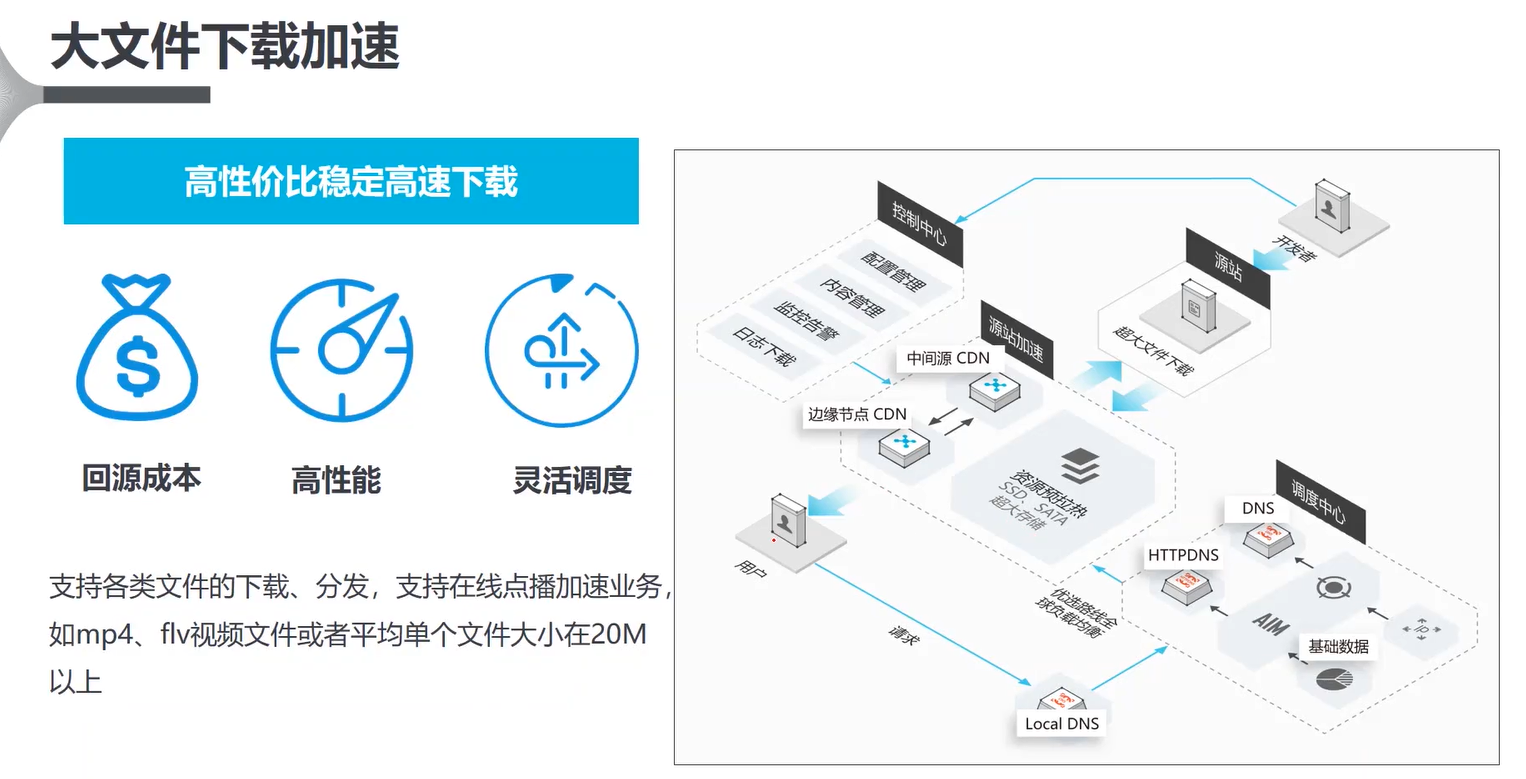 大文件下载加速
高性价比稳定高速下载
$
回源成本
高性能
灵活调度
支持各类文件的下载、分发，支持在线点播加速业务，
如mp4、flv视频文件或者平均单个文件大小在20M
以上
控制中心
配置管理
内容管理
监控告警
日志下载
开发者
源站
超大文件下载
源站加速
中间源 CDN
边缘节点 CDN
资源预拉热
SSD、SATA
超大存储
用户
请求
优选路线全
球负载均衡
调度中心
DNS
HTTPDNS
AIM
ip
基础数据
Local DNS